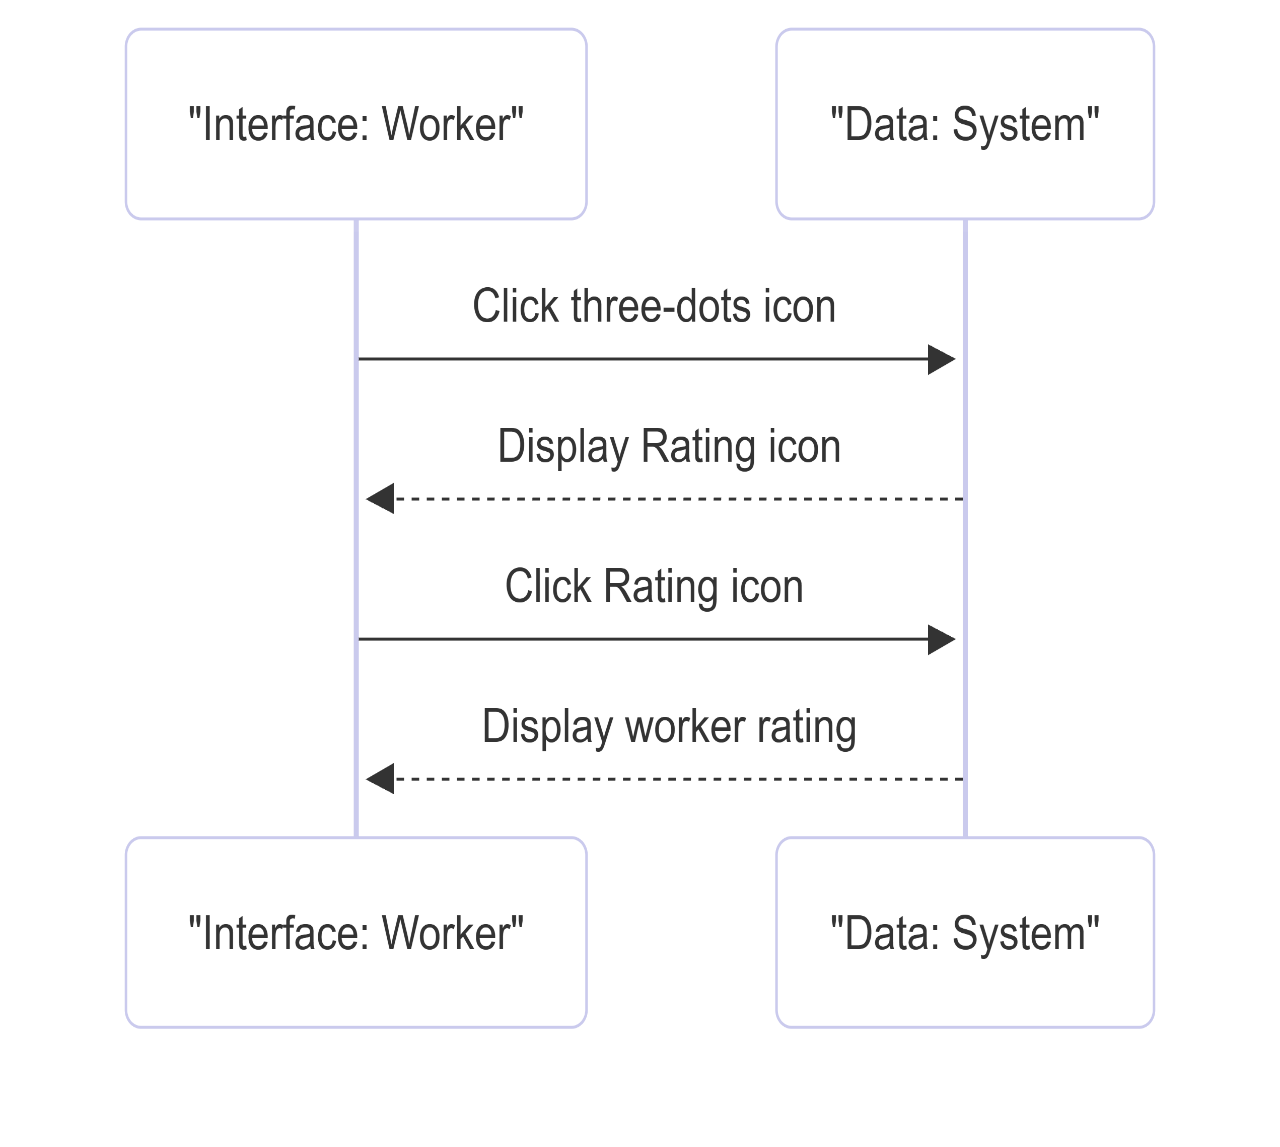 "Interface: Worker"
"Data: System"
Click three-dots icon
Display Rating icon
Click Rating icon
Display worker rating
"Interface: Worker"
"Data: System"